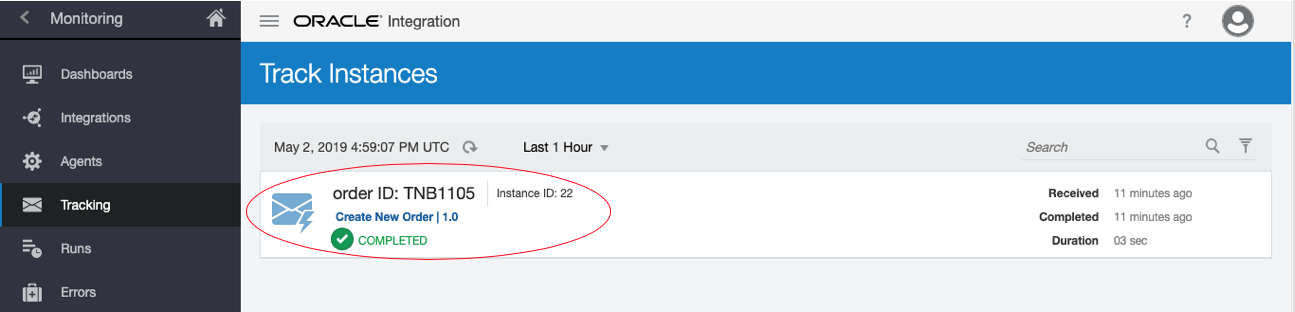 Monitoring
ORACLE® Integration
?
Dashboards
Integrations
Agents
Tracking
Runs
Errors
Track Instances
May 2, 2019 4:59:07 PM UTC Last 1 Hour Search
order ID: TNB1105 Instance ID: 22
Create New Order | 1.0
COMPLETED
Received 11 minutes ago
Completed 11 minutes ago
Duration 03 sec